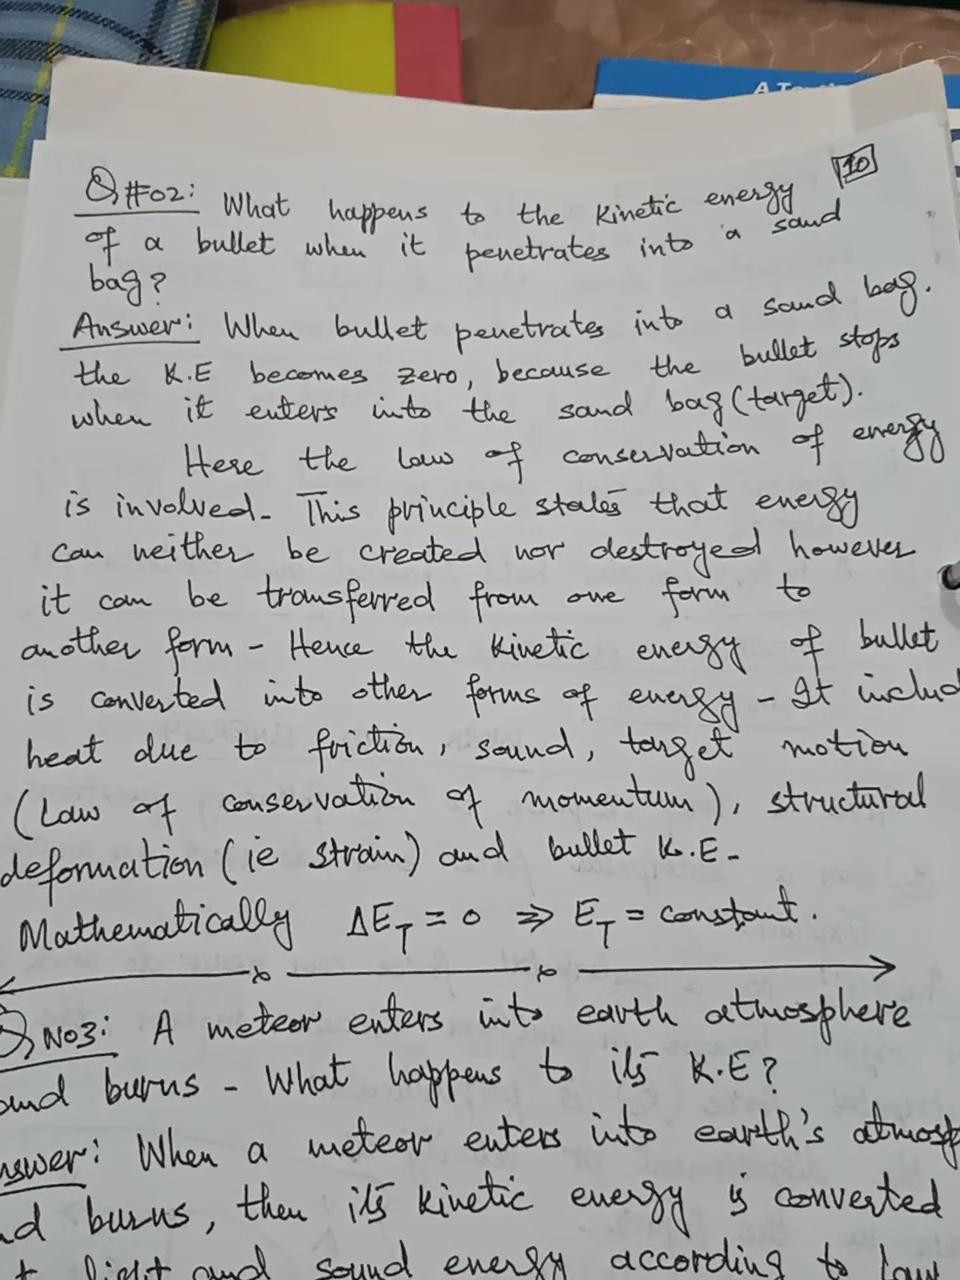 A Te
10
Q#02: What happens to the Kinetic energy
of a bullet when it penetrates into a sand
bag?
Answer: When bullet penetrates into a sand bag.
the K.E becomes zero, because the bullet stops
when it enters into the sand bag (target).
Here the law of conservation of energy
is involved. This principle states that energy
can neither be created nor destroyed however
it can be transferred from one form to
another form - Hence the kinetic energy of bullet
is converted into other forms of energy - It includ
heat due to friction, sound, target motion
(Law of conservation of momentum), structural
deformation (ie strain) and bullet K.E -
Mathematically ΔE_T = 0 ⇒ E_T = constant.
Q No3: A meteor enters into earth atmosphere
and burns - What happens to its K.E?
nswer: When a meteor enters into earth's atmosp
nd burns, then its kinetic energy is converted
light and sound energy according to law